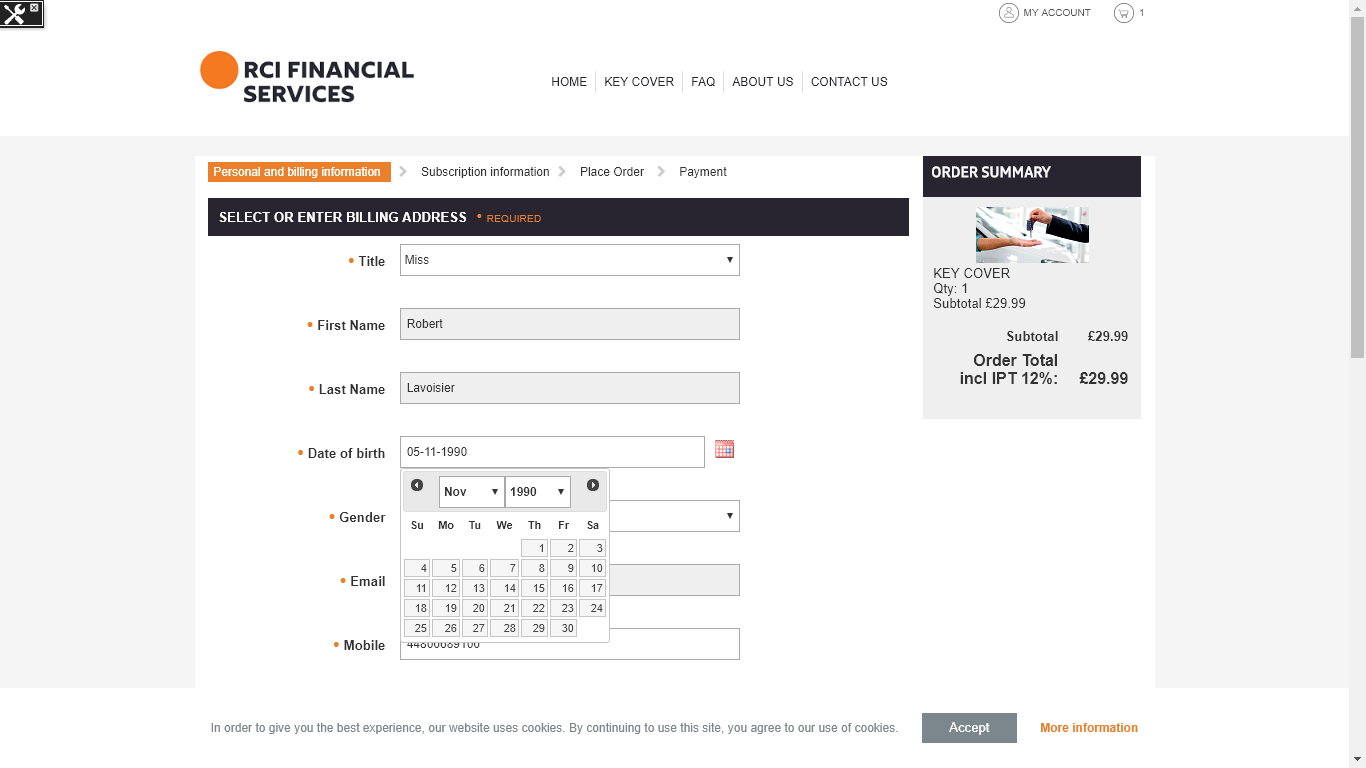 MY ACCOUNT
1
RCI FINANCIAL
SERVICES
HOME
KEY COVER
FAQ
ABOUT US
CONTACT US
Personal and billing information
Subscription information
Place Order
Payment
SELECT OR ENTER BILLING ADDRESS • REQUIRED
• Title
Miss
• First Name
Robert
• Last Name
Lavoisier
• Date of birth
05-11-1990
Nov
1990
Su Mo Tu We Th Fr Sa
1 2 3
4 5 6 7 8 9 10
11 12 13 14 15 16 17
18 19 20 21 22 23 24
25 26 27 28 29 30
• Gender
• Email
• Mobile
44800689100
ORDER SUMMARY
KEY COVER
Qty: 1
Subtotal £29.99
Subtotal £29.99
Order Total
incl IPT 12%: £29.99
In order to give you the best experience, our website uses cookies. By continuing to use this site, you agree to our use of cookies.
Accept
More information